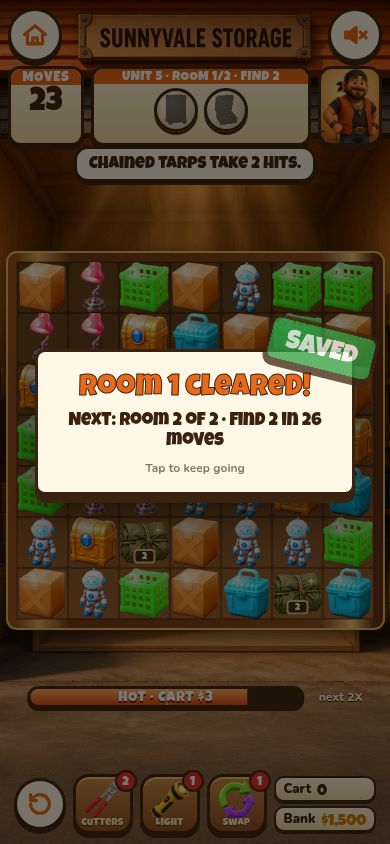 SUNNYVALE STORAGE
MOVES
23
UNIT 5 · ROOM 1/2 · FIND 2
CHAINED TARPS TAKE 2 HITS.
SAVED
ROOM 1 CLEARED!
NEXT: ROOM 2 OF 2 · FIND 2 IN 26
MOVES
Tap to keep going
2
2
HOT · CART $3
next 2X
2
1
1
CUTTERS
LIGHT
SWAP
Cart 0
Bank $1,500